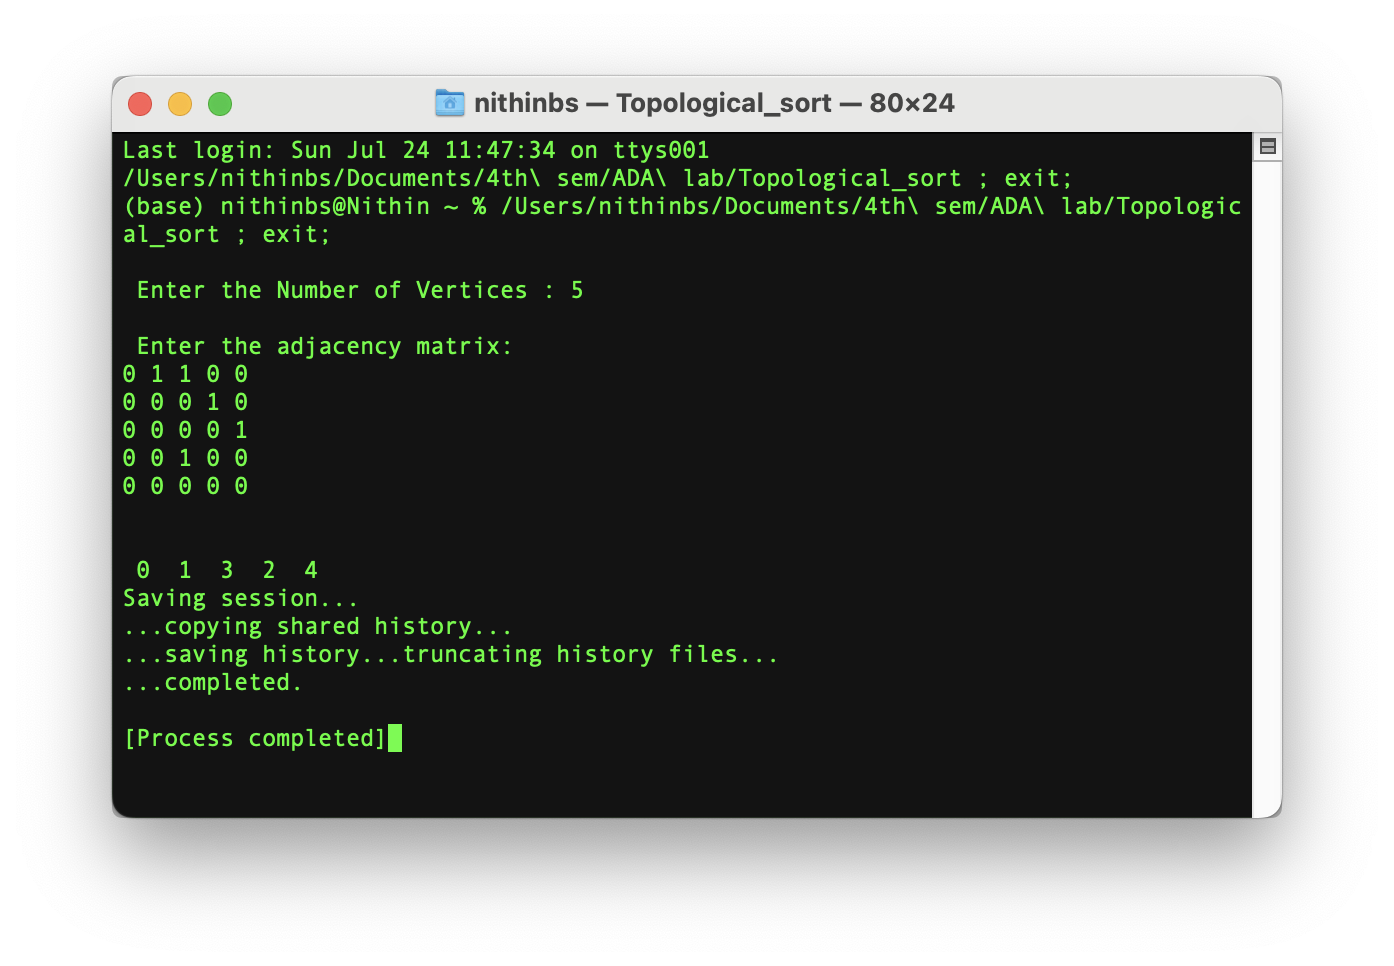 nithinbs — Topological_sort — 80×24
Last login: Sun Jul 24 11:47:34 on ttys001
/Users/nithinbs/Documents/4th\ sem/ADA\ lab/Topological_sort ; exit;
(base) nithinbs@Nithin ~ % /Users/nithinbs/Documents/4th\ sem/ADA\ lab/Topologic
al_sort ; exit;
Enter the Number of Vertices : 5
Enter the adjacency matrix:
0 1 1 0 0
0 0 0 1 0
0 0 0 0 1
0 0 1 0 0
0 0 0 0 0
0  1  3  2  4
Saving session...
...copying shared history...
...saving history...truncating history files...
...completed.
[Process completed]